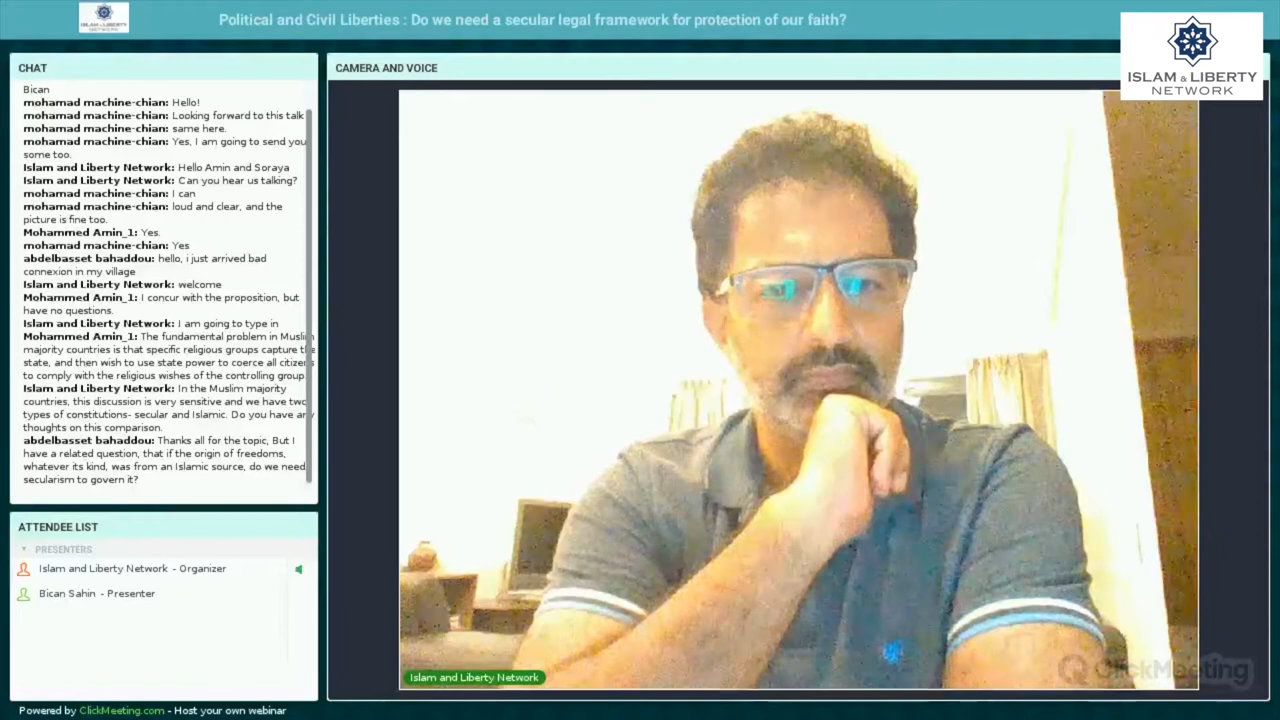 ISLAM & LIBERTY
NETWORK
Political and Civil Liberties : Do we need a secular legal framework for protection of our faith?
ISLAM & LIBERTY
NETWORK
CHAT
Bican
mohamad machine-chian: Hello!
mohamad machine-chian: Looking forward to this talk
mohamad machine-chian: same here.
mohamad machine-chian: Yes, I am going to send you
some too.
Islam and Liberty Network: Hello Amin and Soraya
Islam and Liberty Network: Can you hear us talking?
mohamad machine-chian: I can
mohamad machine-chian: loud and clear, and the
picture is fine too.
Mohammed Amin_1: Yes.
mohamad machine-chian: Yes
abdelbasset bahaddou: hello, i just arrived bad
connexion in my village
Islam and Liberty Network: welcome
Mohammed Amin_1: I concur with the proposition, but
have no questions.
Islam and Liberty Network: I am going to type in
Mohammed Amin_1: The fundamental problem in Muslim
majority countries is that specific religious groups capture the
state, and then wish to use state power to coerce all citizens
to comply with the religious wishes of the controlling group
Islam and Liberty Network: In the Muslim majority
countries, this discussion is very sensitive and we have two
types of constitutions- secular and Islamic. Do you have any
thoughts on this comparison.
abdelbasset bahaddou: Thanks all for the topic, But I
have a related question, that if the origin of freedoms,
whatever its kind, was from an Islamic source, do we need
secularism to govern it?
ATTENDEE LIST
PRESENTERS
Islam and Liberty Network - Organizer
Bican Sahin - Presenter
CAMERA AND VOICE
Islam and Liberty Network
ClickMeeting
Powered by ClickMeeting.com - Host your own webinar